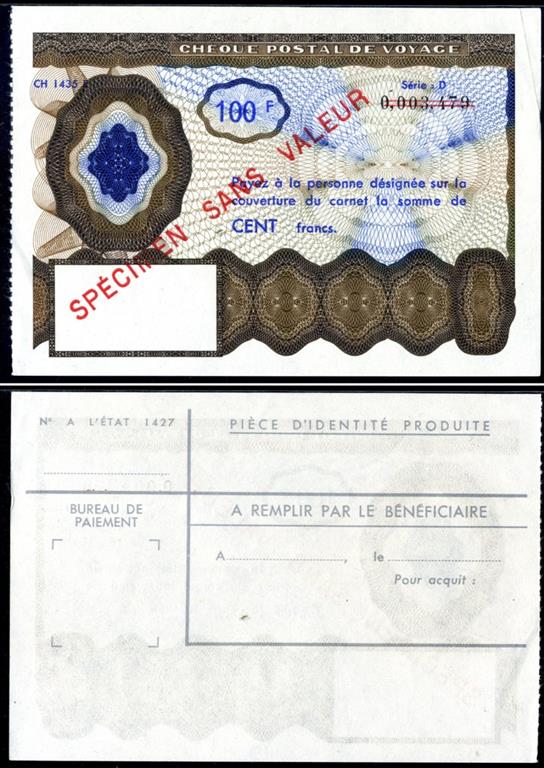 CHEQUE POSTAL DE VOYAGE
CH 1435
Série : D
100 F
0,003,479
SPÉCIMEN SANS VALEUR
Payez à la personne désignée sur la
couverture du carnet la somme de
CENT francs.
N° A L'ÉTAT 1427
PIÈCE D'IDENTITÉ PRODUITE
BUREAU DE
PAIEMENT
A REMPLIR PAR LE BÉNÉFICIAIRE
A...................., le....................
Pour acquit :